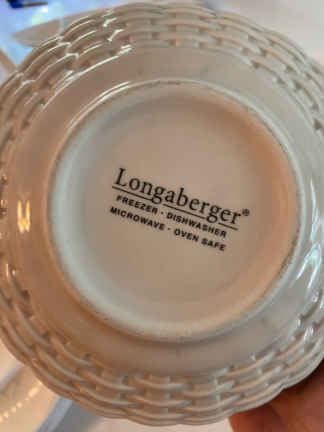 Longaberger®
FREEZER · DISHWASHER
MICROWAVE · OVEN SAFE